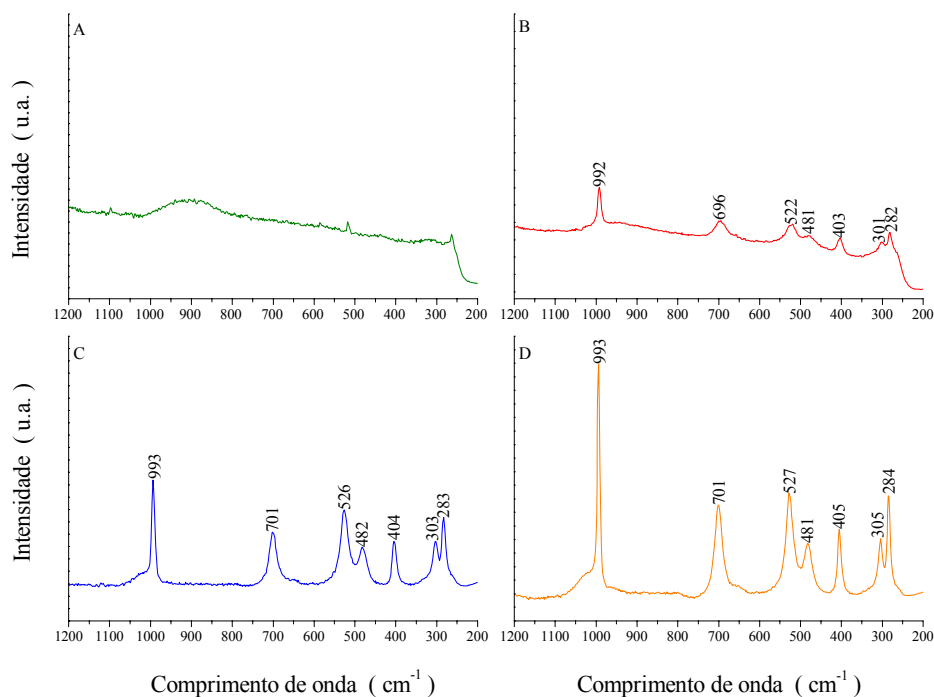 A
B
Intensidade ( u.a. )
992
696
522
481
403
301
282
1200 1100 1000 900 800 700 600 500 400 300 200
1200 1100 1000 900 800 700 600 500 400 300 200
C
D
Intensidade ( u.a. )
993
701
526
482
404
303
283
993
701
527
481
405
305
284
1200 1100 1000 900 800 700 600 500 400 300 200
1200 1100 1000 900 800 700 600 500 400 300 200
Comprimento de onda ( cm⁻¹ )
Comprimento de onda ( cm⁻¹ )